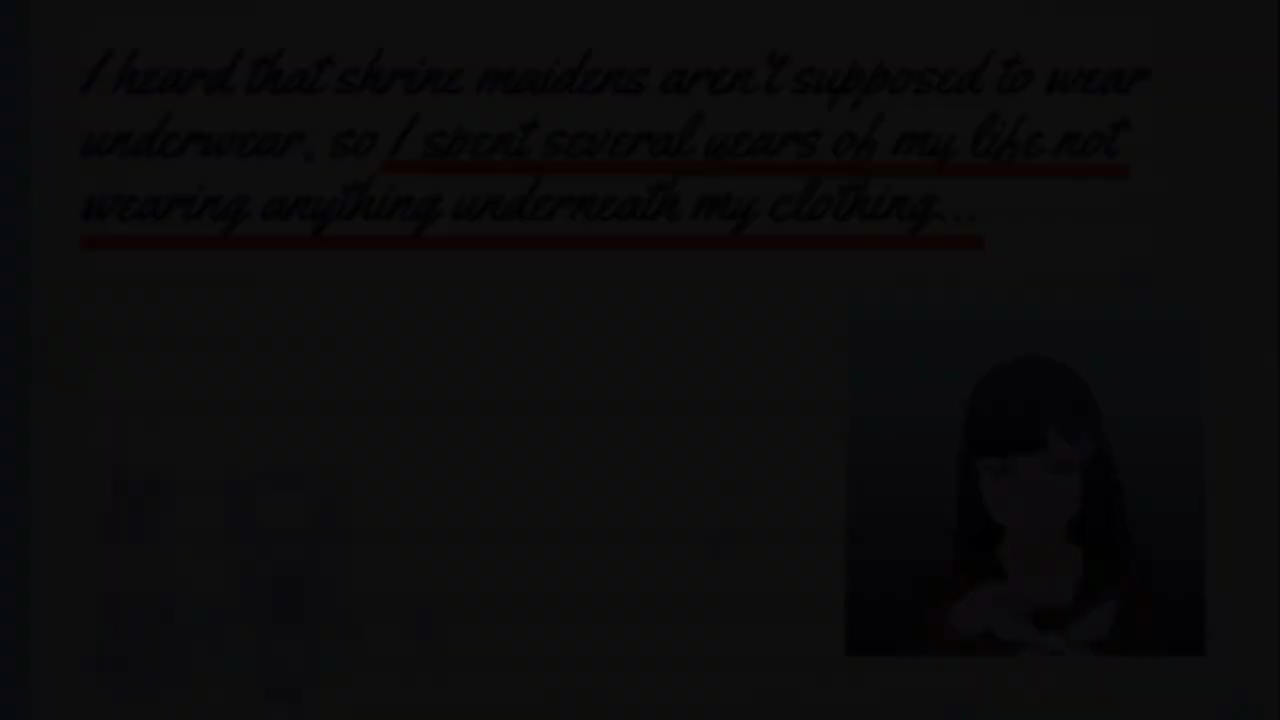 I heard that shrine maidens aren't supposed to wear
underwear, so I spent several years of my life not
wearing anything underneath my clothing...